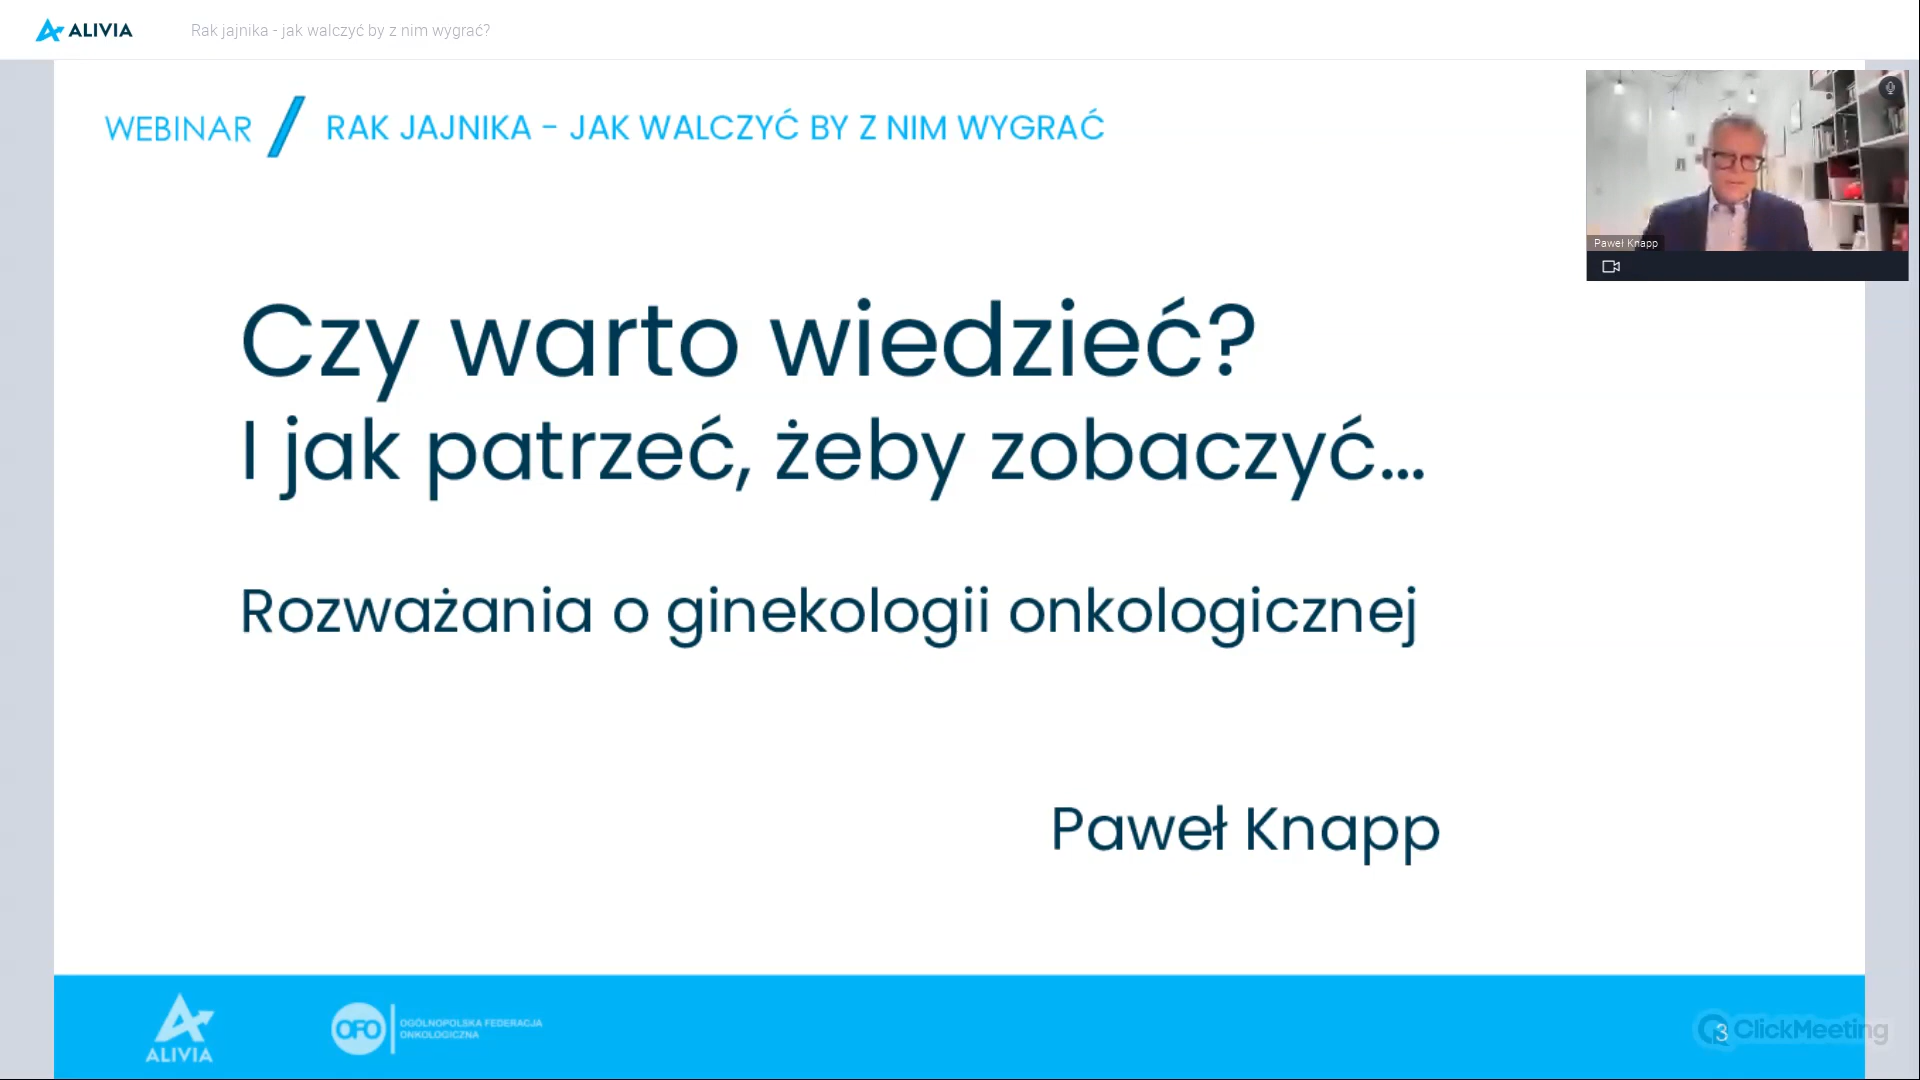 ALIVIA
Rak jajnika - jak walczyć by z nim wygrać?
WEBINAR / RAK JAJNIKA - JAK WALCZYĆ BY Z NIM WYGRAĆ
Paweł Knapp
Czy warto wiedzieć?
I jak patrzeć, żeby zobaczyć...
Rozważania o ginekologii onkologicznej
Paweł Knapp
ALIVIA
OFO
OGÓLNOPOLSKA FEDERACJA
ONKOLOGICZNA
3
ClickMeeting